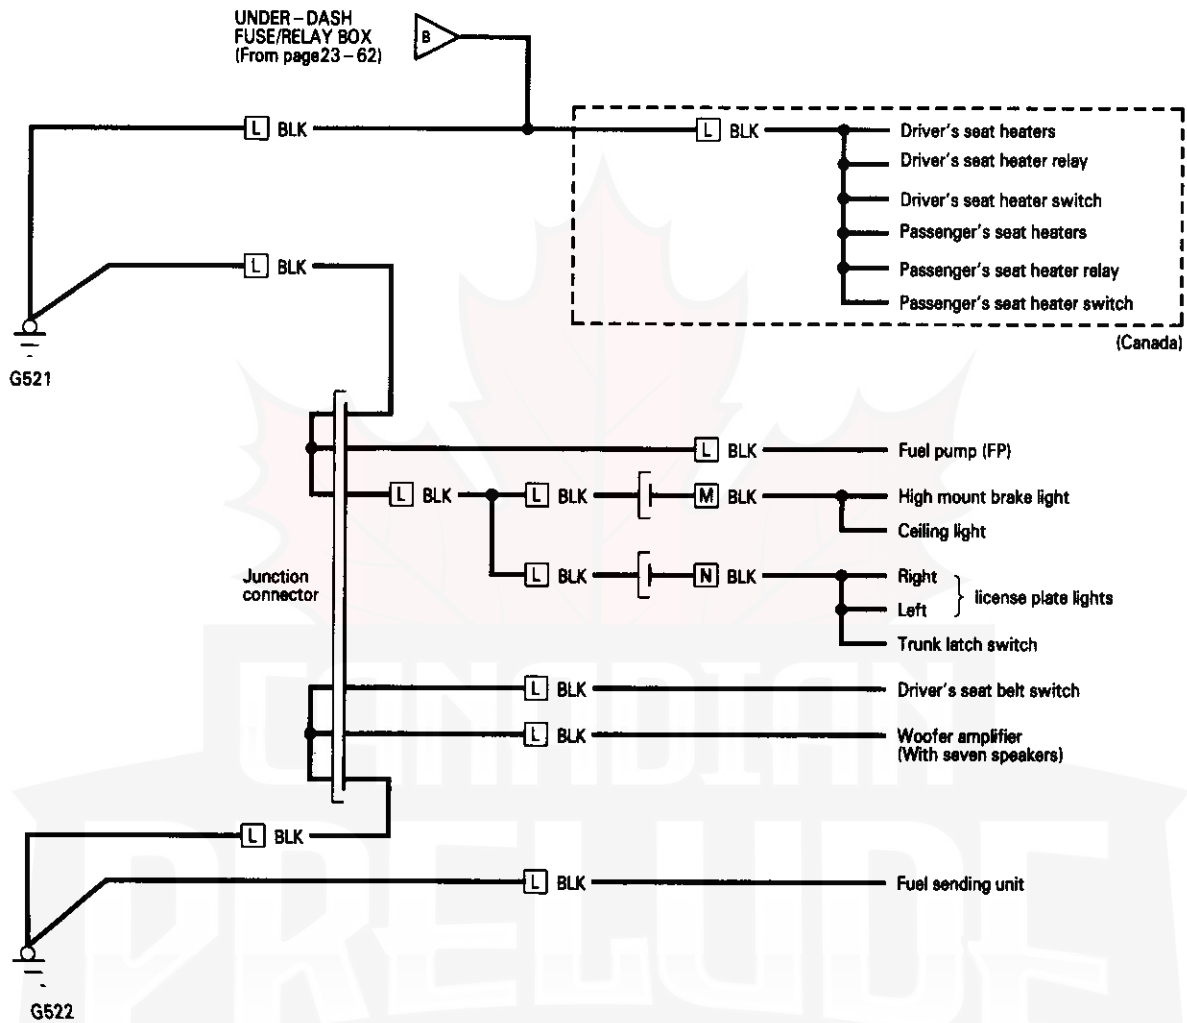 UNDER-DASH
FUSE/RELAY BOX
(From page23-62)
B
L BLK
L BLK
Driver's seat heaters
Driver's seat heater relay
Driver's seat heater switch
Passenger's seat heaters
Passenger's seat heater relay
Passenger's seat heater switch
(Canada)
L BLK
G521
L BLK
Fuel pump (FP)
L BLK
L BLK
M BLK
High mount brake light
Ceiling light
Junction
connector
L BLK
N BLK
Right
Left
license plate lights
Trunk latch switch
L BLK
Driver's seat belt switch
L BLK
Woofer amplifier
(With seven speakers)
L BLK
L BLK
Fuel sending unit
G522
CANADIAN
PRELUDE